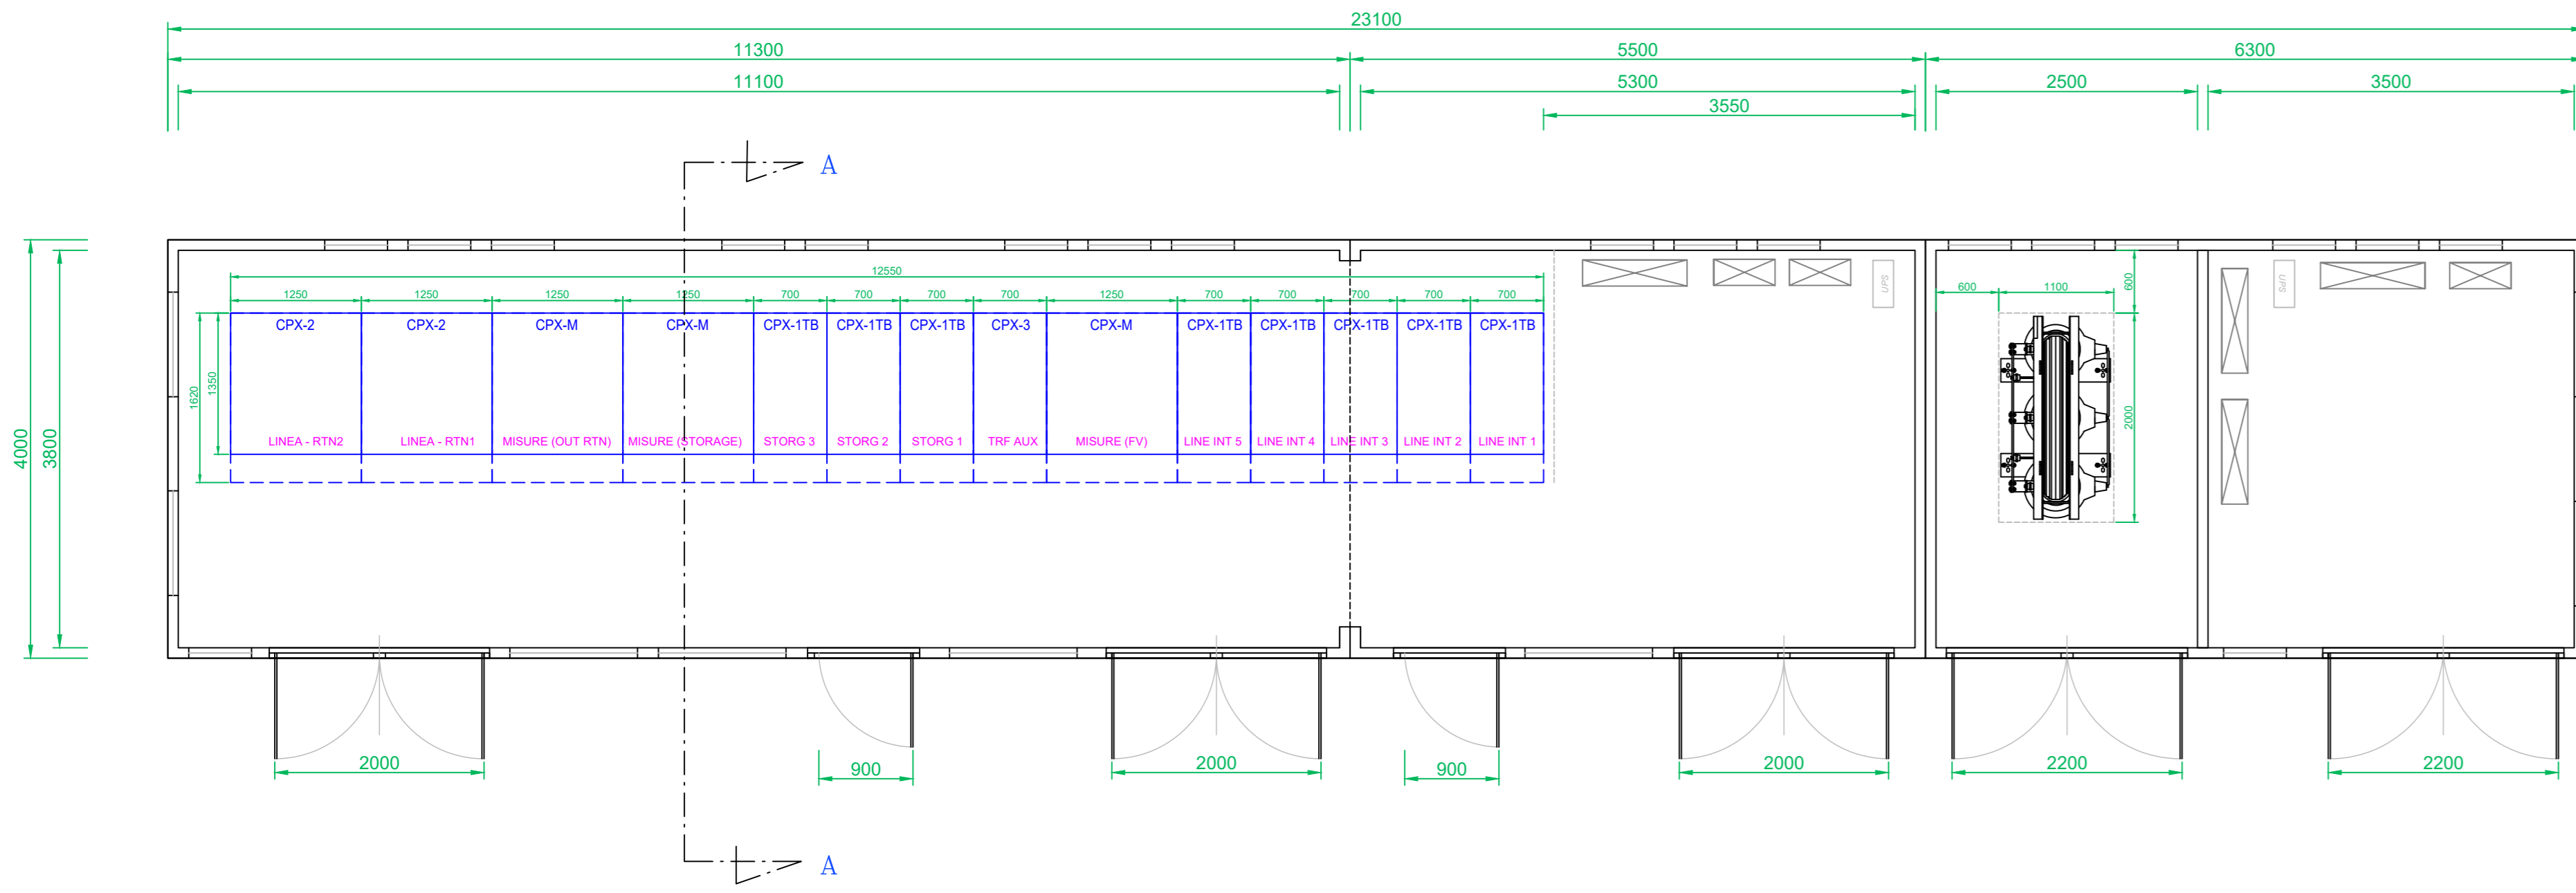 23100
11300 5500 6300
11100 5300 2500 3500
3550
A
12550
1250 1250 1250 1250 700 700 700 700 1250 700 700 700 700 700
CPX-2 CPX-2 CPX-M CPX-M CPX-1TB CPX-1TB CPX-1TB CPX-3 CPX-M CPX-1TB CPX-1TB CPX-1TB CPX-1TB CPX-1TB
UPS
UPS
600 1100
600
2000
1350
1620
4000
3800
LINEA - RTN2 LINEA - RTN1 MISURE (OUT RTN) MISURE (STORAGE) STORG 3 STORG 2 STORG 1 TRF AUX MISURE (FV) LINE INT 5 LINE INT 4 LINE INT 3 LINE INT 2 LINE INT 1
2000 900 2000 900 2000 2200 2200
A